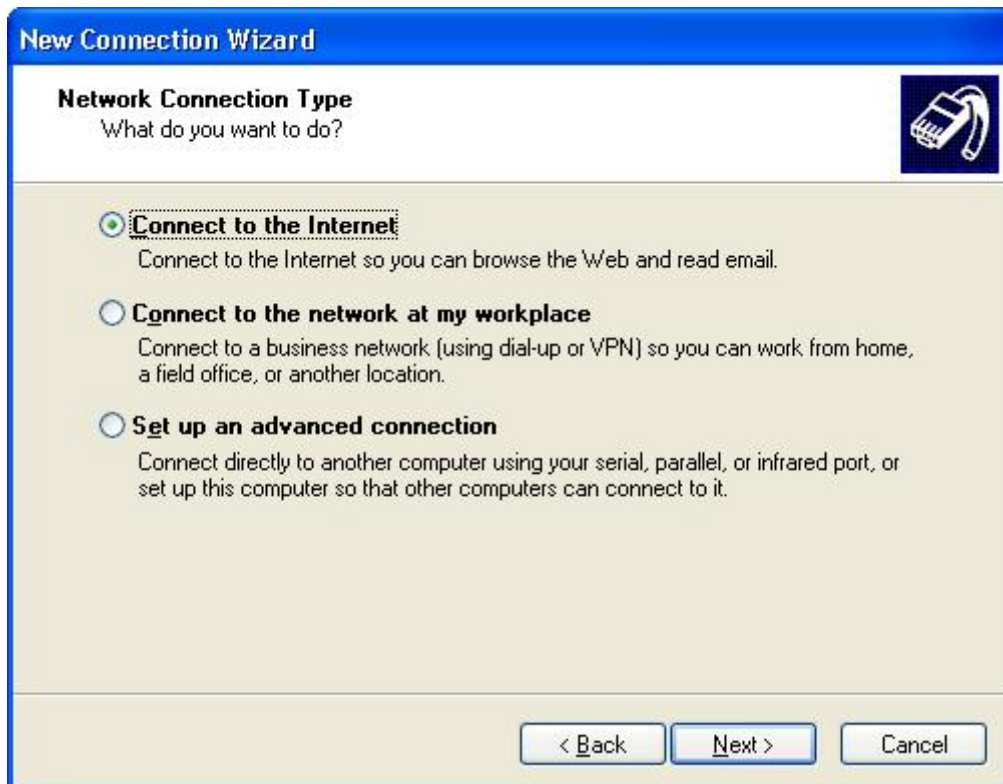 New Connection Wizard
Network Connection Type
What do you want to do?
Connect to the Internet
Connect to the Internet so you can browse the Web and read email.
Connect to the network at my workplace
Connect to a business network (using dial-up or VPN) so you can work from home,
a field office, or another location.
Set up an advanced connection
Connect directly to another computer using your serial, parallel, or infrared port, or
set up this computer so that other computers can connect to it.
< Back
Next >
Cancel